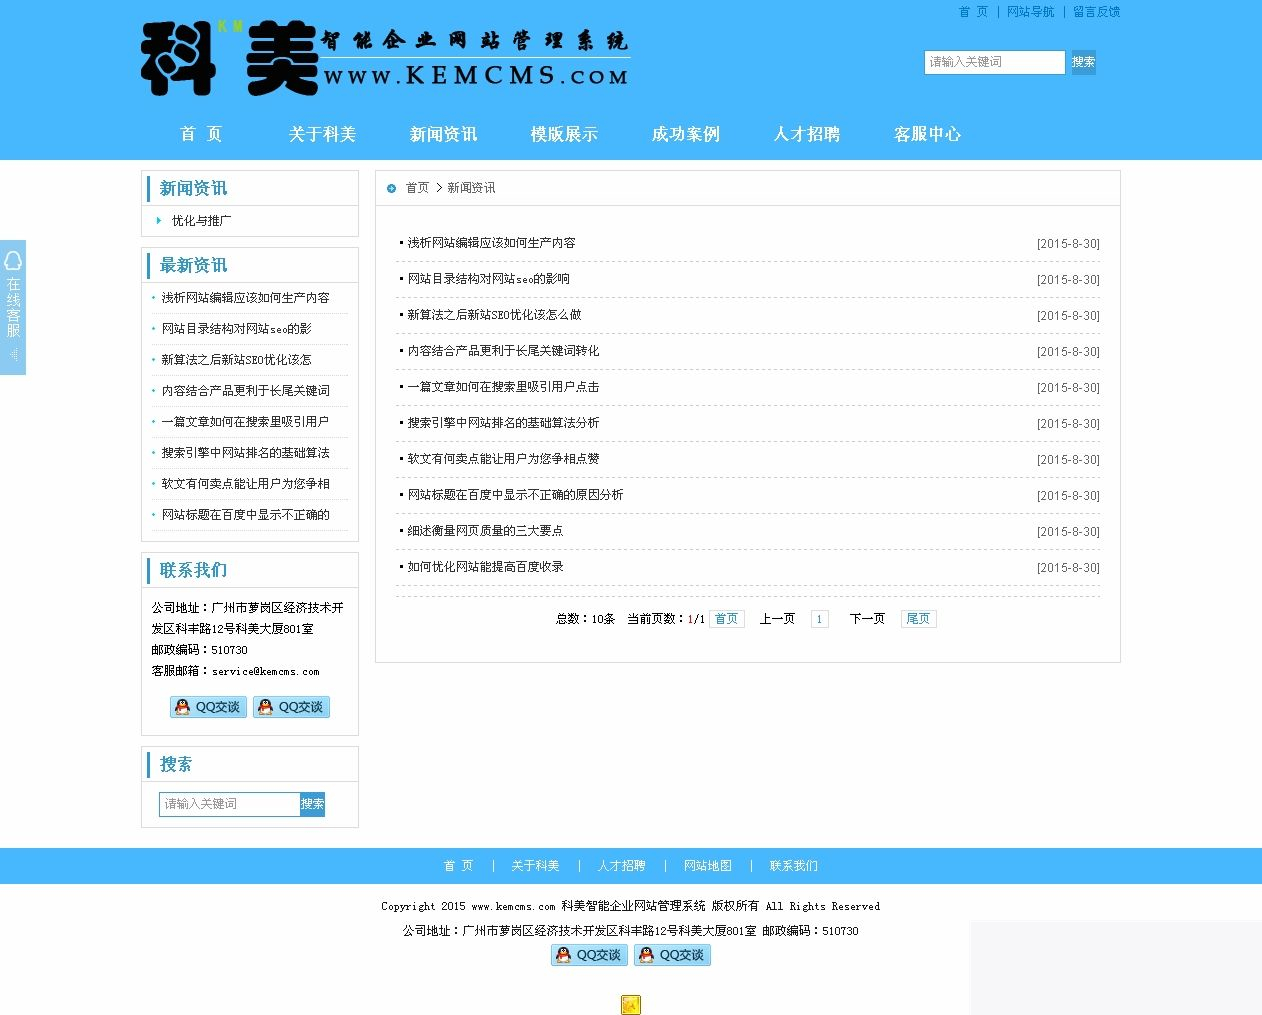 首 页 | 网站导航 | 留言反馈
科 KM 美 智能企业网站管理系统
www.KEMCMS.com
请输入关键词 搜索
首 页 关于科美 新闻资讯 模版展示 成功案例 人才招聘 客服中心
新闻资讯
优化与推广
最新资讯
浅析网站编辑应该如何生产内容
网站目录结构对网站seo的影
新算法之后新站SEO优化该怎
内容结合产品更利于长尾关键词
一篇文章如何在搜索里吸引用户
搜索引擎中网站排名的基础算法
软文有何卖点能让用户为您争相
网站标题在百度中显示不正确的
联系我们
公司地址：广州市萝岗区经济技术开
发区科丰路12号科美大厦801室
邮政编码：510730
客服邮箱：service@kemcms.com
QQ交谈 QQ交谈
搜索
请输入关键词 搜索
在线客服
首页 > 新闻资讯
浅析网站编辑应该如何生产内容 [2015-8-30]
网站目录结构对网站seo的影响 [2015-8-30]
新算法之后新站SEO优化该怎么做 [2015-8-30]
内容结合产品更利于长尾关键词转化 [2015-8-30]
一篇文章如何在搜索里吸引用户点击 [2015-8-30]
搜索引擎中网站排名的基础算法分析 [2015-8-30]
软文有何卖点能让用户为您争相点赞 [2015-8-30]
网站标题在百度中显示不正确的原因分析 [2015-8-30]
细述衡量网页质量的三大要点 [2015-8-30]
如何优化网站能提高百度收录 [2015-8-30]
总数：10条 当前页数：1/1 首页 上一页 1 下一页 尾页
首 页 | 关于科美 | 人才招聘 | 网站地图 | 联系我们
Copyright 2015 www.kemcms.com 科美智能企业网站管理系统 版权所有 All Rights Reserved
公司地址：广州市萝岗区经济技术开发区科丰路12号科美大厦801室 邮政编码：510730
QQ交谈 QQ交谈